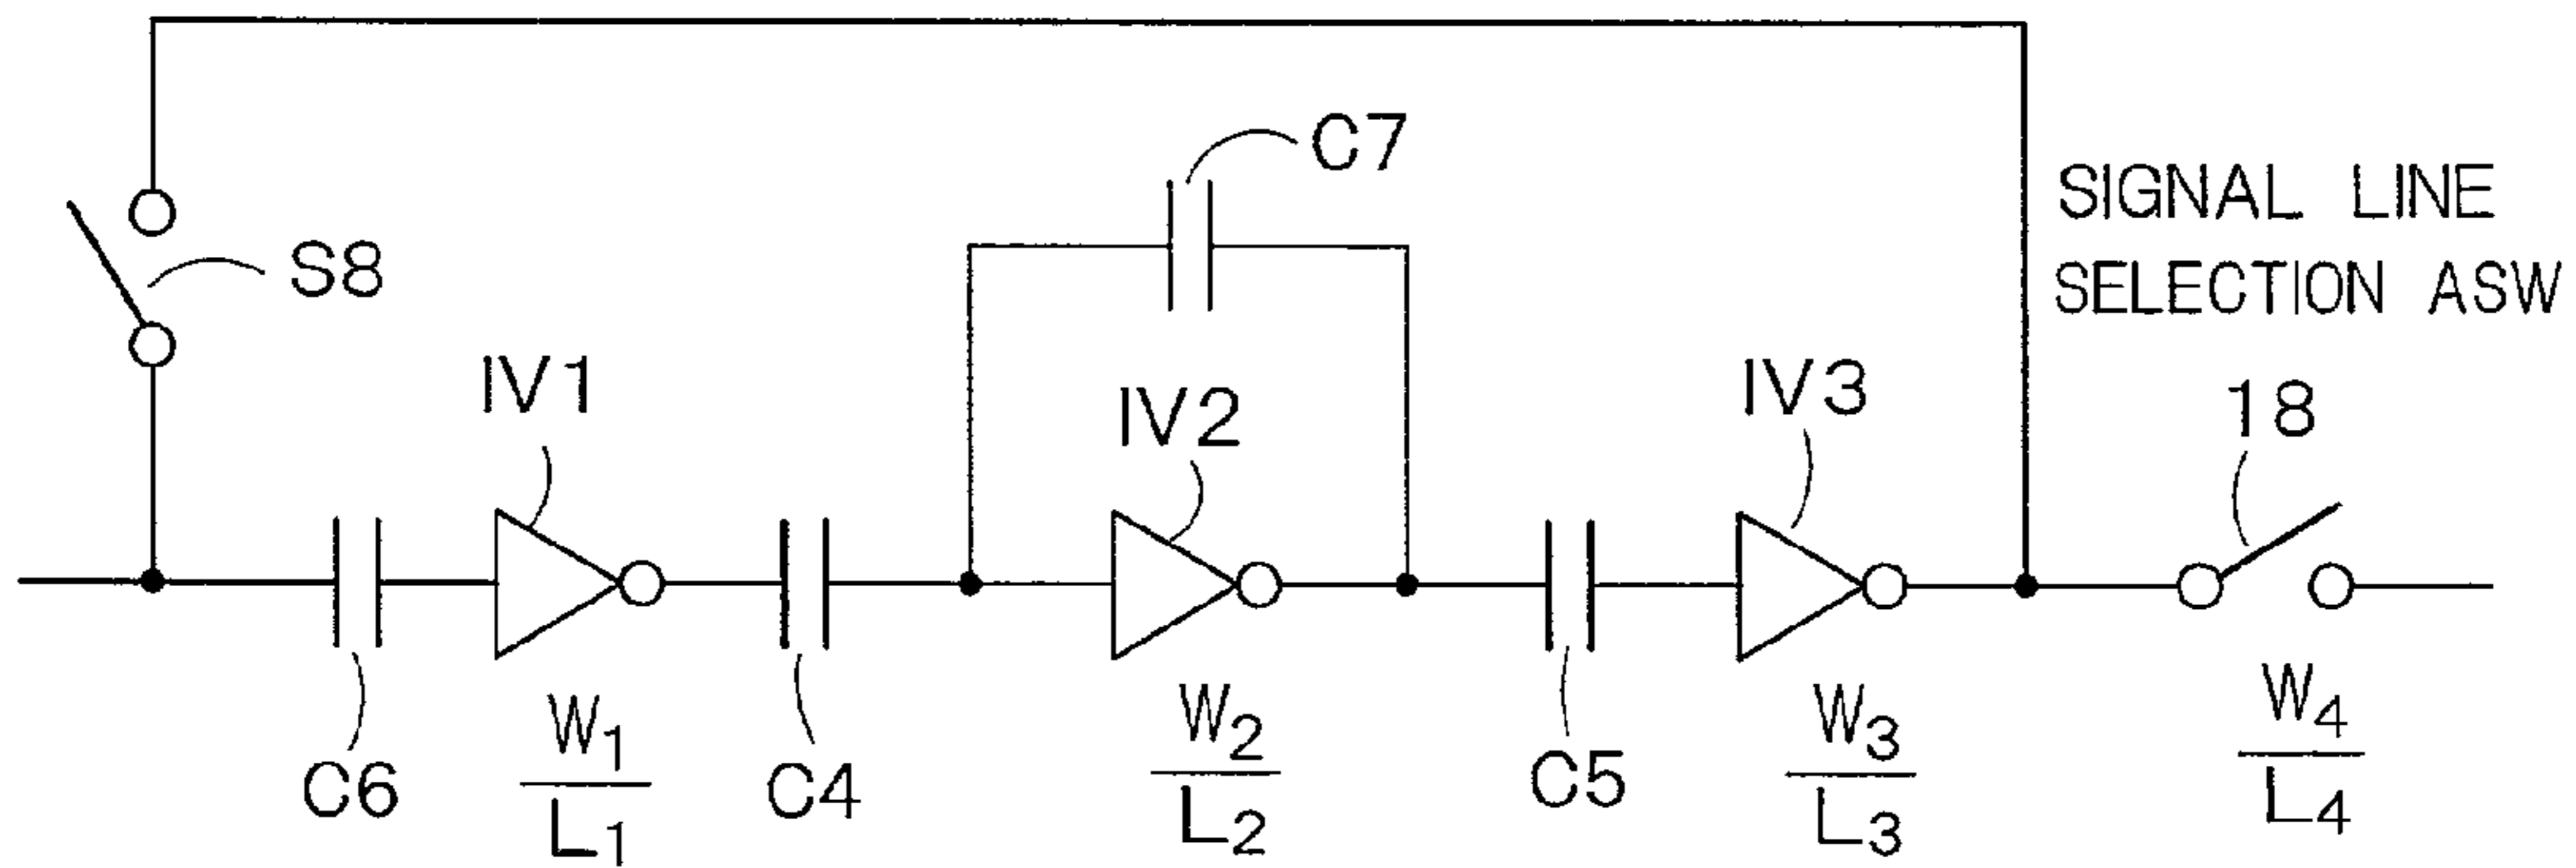 C7
SIGNAL LINE
SELECTION ASW
S8
IV1
IV2
IV3
18
C6
W1
L1
C4
W2
L2
C5
W3
L3
W4
L4